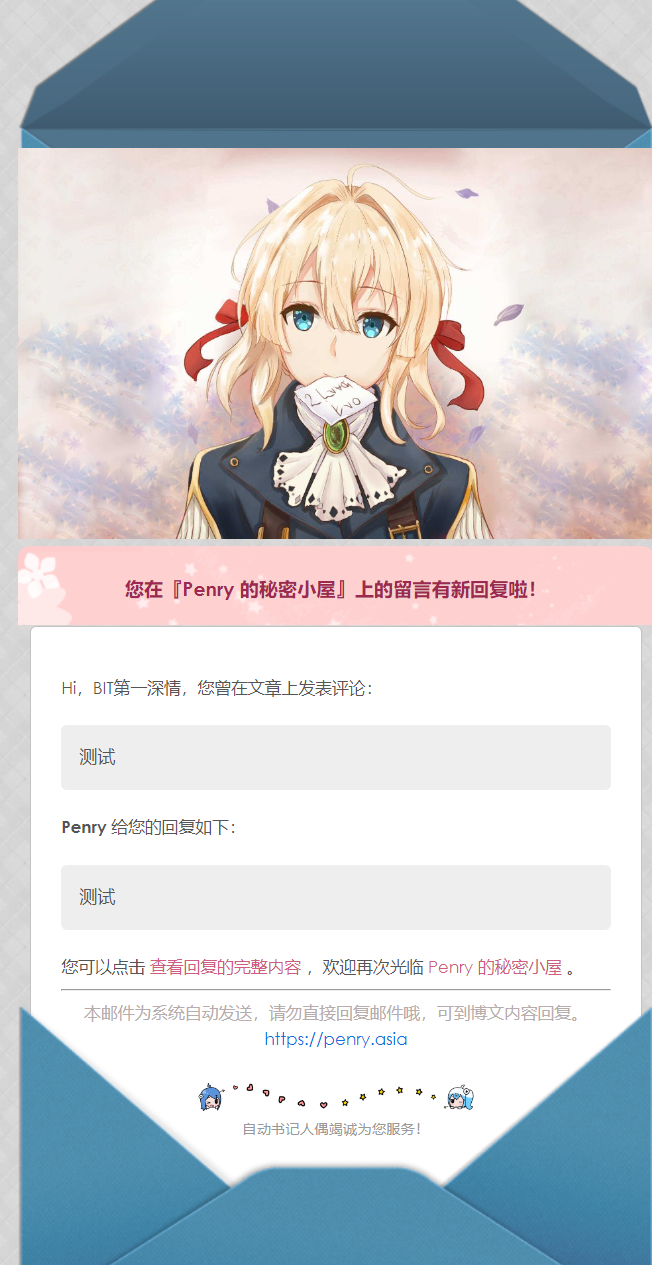 您在『Penry 的秘密小屋』上的留言有新回复啦！
Hi，BIT第一深情，您曾在文章上发表评论：
测试
Penry 给您的回复如下：
测试
您可以点击 查看回复的完整内容 ，欢迎再次光临 Penry 的秘密小屋 。
本邮件为系统自动发送，请勿直接回复邮件哦，可到博文内容回复。
https://penry.asia
自动书记人偶竭诚为您服务！